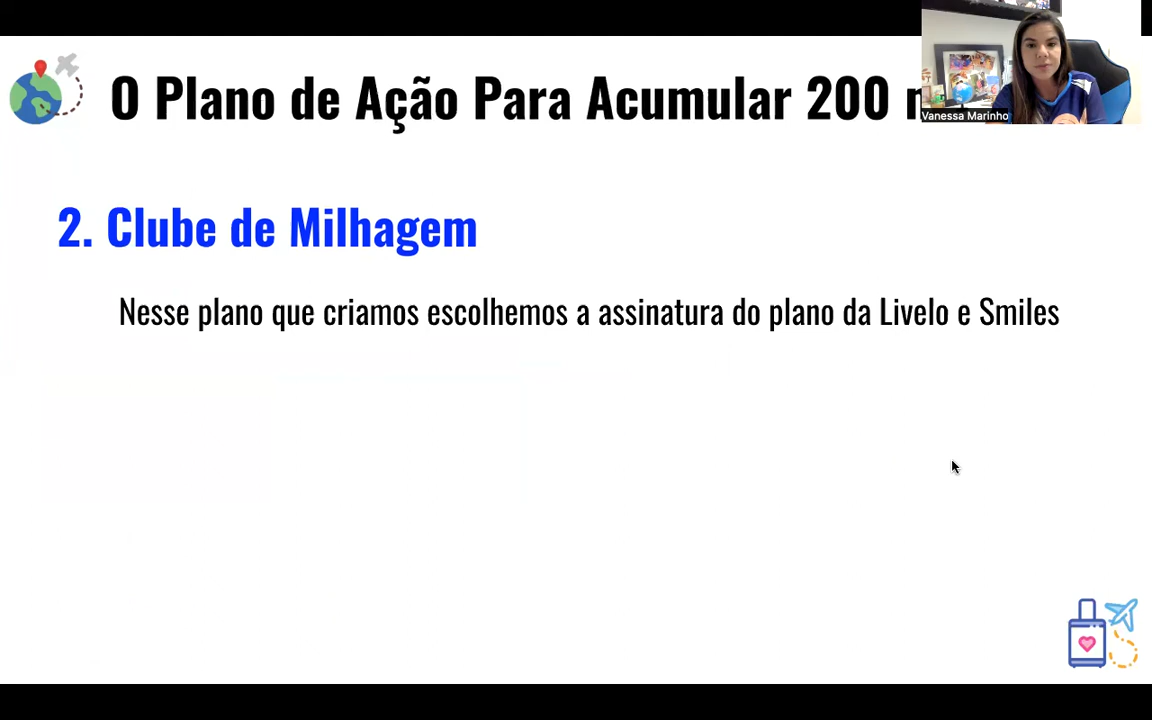 O Plano de Ação Para Acumular 200
Vanessa Marinho
2. Clube de Milhagem
Nesse plano que criamos escolhemos a assinatura do plano da Livelo e Smiles